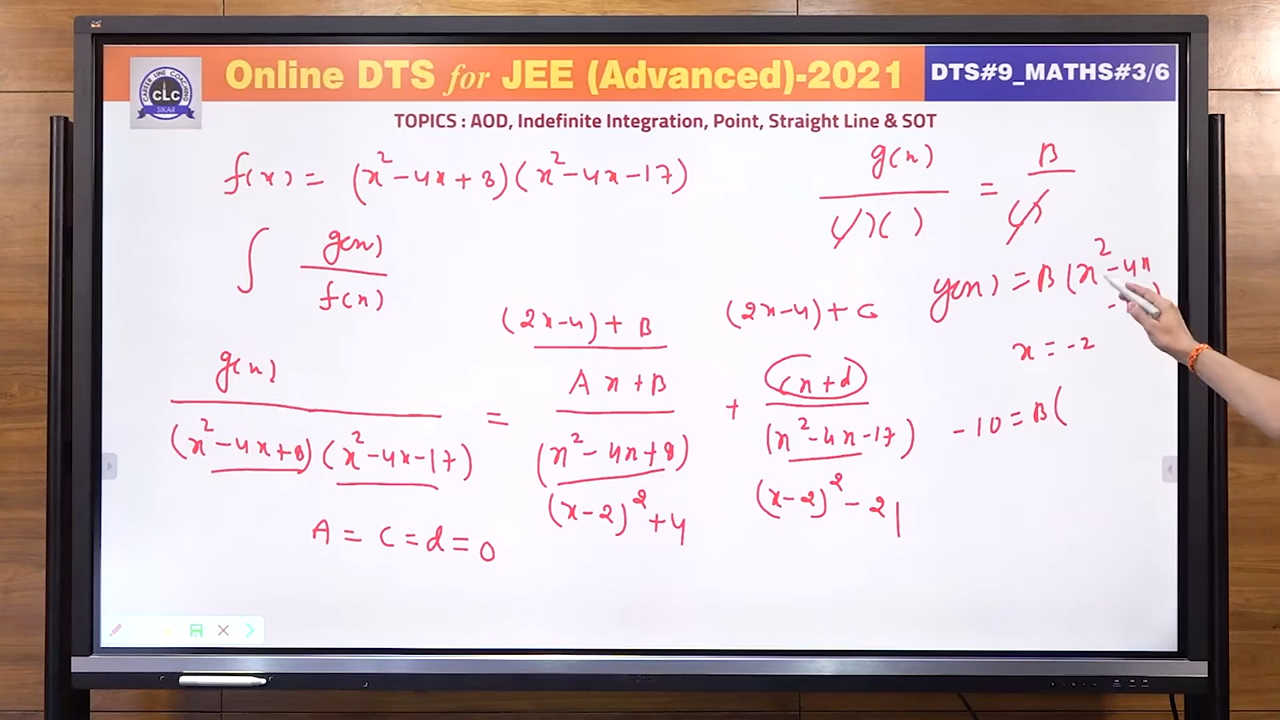 CAREER LINE COACHING
CLC
SIKAR
Online DTS for JEE (Advanced)-2021
DTS#9_MATHS#3/6
TOPICS : AOD, Indefinite Integration, Point, Straight Line & SOT
f(x) = (x² - 4x + 8)(x² - 4x - 17)
∫ g(x) / f(x)
g(x) / (x² - 4x + 8)(x² - 4x - 17) = Ax + B / (x² - 4x + 8) + Cx + d / (x² - 4x - 17)
(2x - 4) + B
(2x - 4) + C
(x - 2)² + 4
(x - 2)² - 21
A = C = d = 0
g(x) / ( )( ) = B / ( )
g(x) = B(x² - 4x
x = -2
-10 = B(